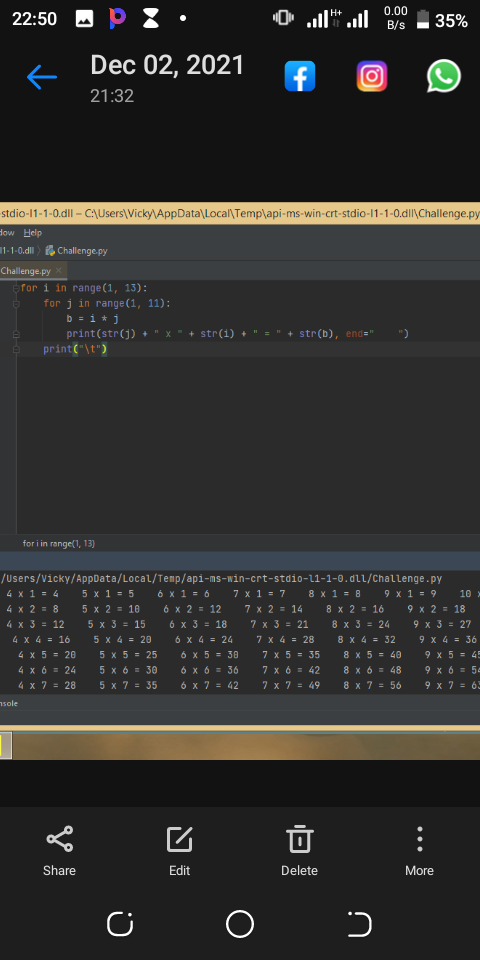 22:50
H+
0.00
B/s
35%
Dec 02, 2021
21:32
-stdio-l1-1-0.dll – C:\Users\Vicky\AppData\Local\Temp\api-ms-win-crt-stdio-l1-1-0.dll\Challenge.py
dow Help
l1-1-0.dll Challenge.py
Challenge.py
for i in range(1, 13):
for j in range(1, 11):
b = i * j
print(str(j) + " x " + str(i) + " = " + str(b), end="    ")
print("\t")
for i in range(1, 13)
/Users/Vicky/AppData/Local/Temp/api-ms-win-crt-stdio-l1-1-0.dll/Challenge.py
4 x 1 = 4    5 x 1 = 5    6 x 1 = 6    7 x 1 = 7    8 x 1 = 8    9 x 1 = 9    10 x
4 x 2 = 8    5 x 2 = 10    6 x 2 = 12    7 x 2 = 14    8 x 2 = 16    9 x 2 = 18
4 x 3 = 12    5 x 3 = 15    6 x 3 = 18    7 x 3 = 21    8 x 3 = 24    9 x 3 = 27
4 x 4 = 16    5 x 4 = 20    6 x 4 = 24    7 x 4 = 28    8 x 4 = 32    9 x 4 = 36
4 x 5 = 20    5 x 5 = 25    6 x 5 = 30    7 x 5 = 35    8 x 5 = 40    9 x 5 = 45
4 x 6 = 24    5 x 6 = 30    6 x 6 = 36    7 x 6 = 42    8 x 6 = 48    9 x 6 = 54
4 x 7 = 28    5 x 7 = 35    6 x 7 = 42    7 x 7 = 49    8 x 7 = 56    9 x 7 = 63
nsole
Share Edit Delete More